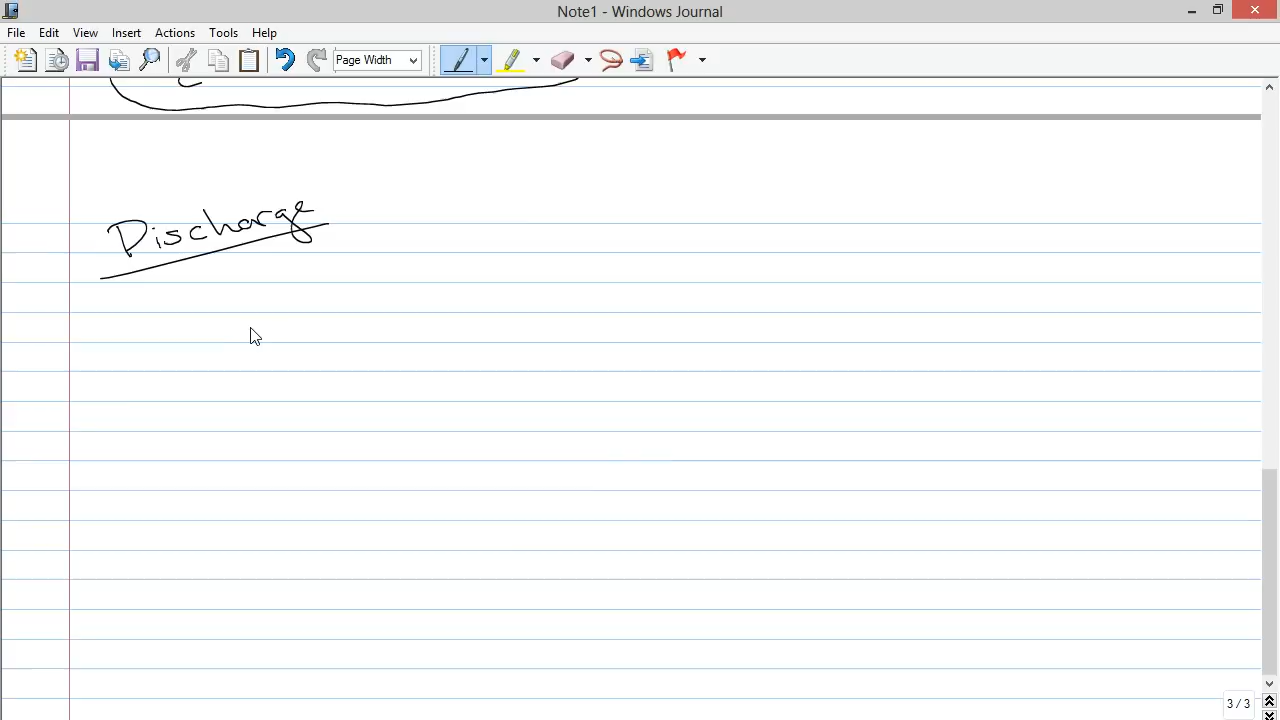 Note1 - Windows Journal
File Edit View Insert Actions Tools Help
Page Width
Discharge
3 / 3